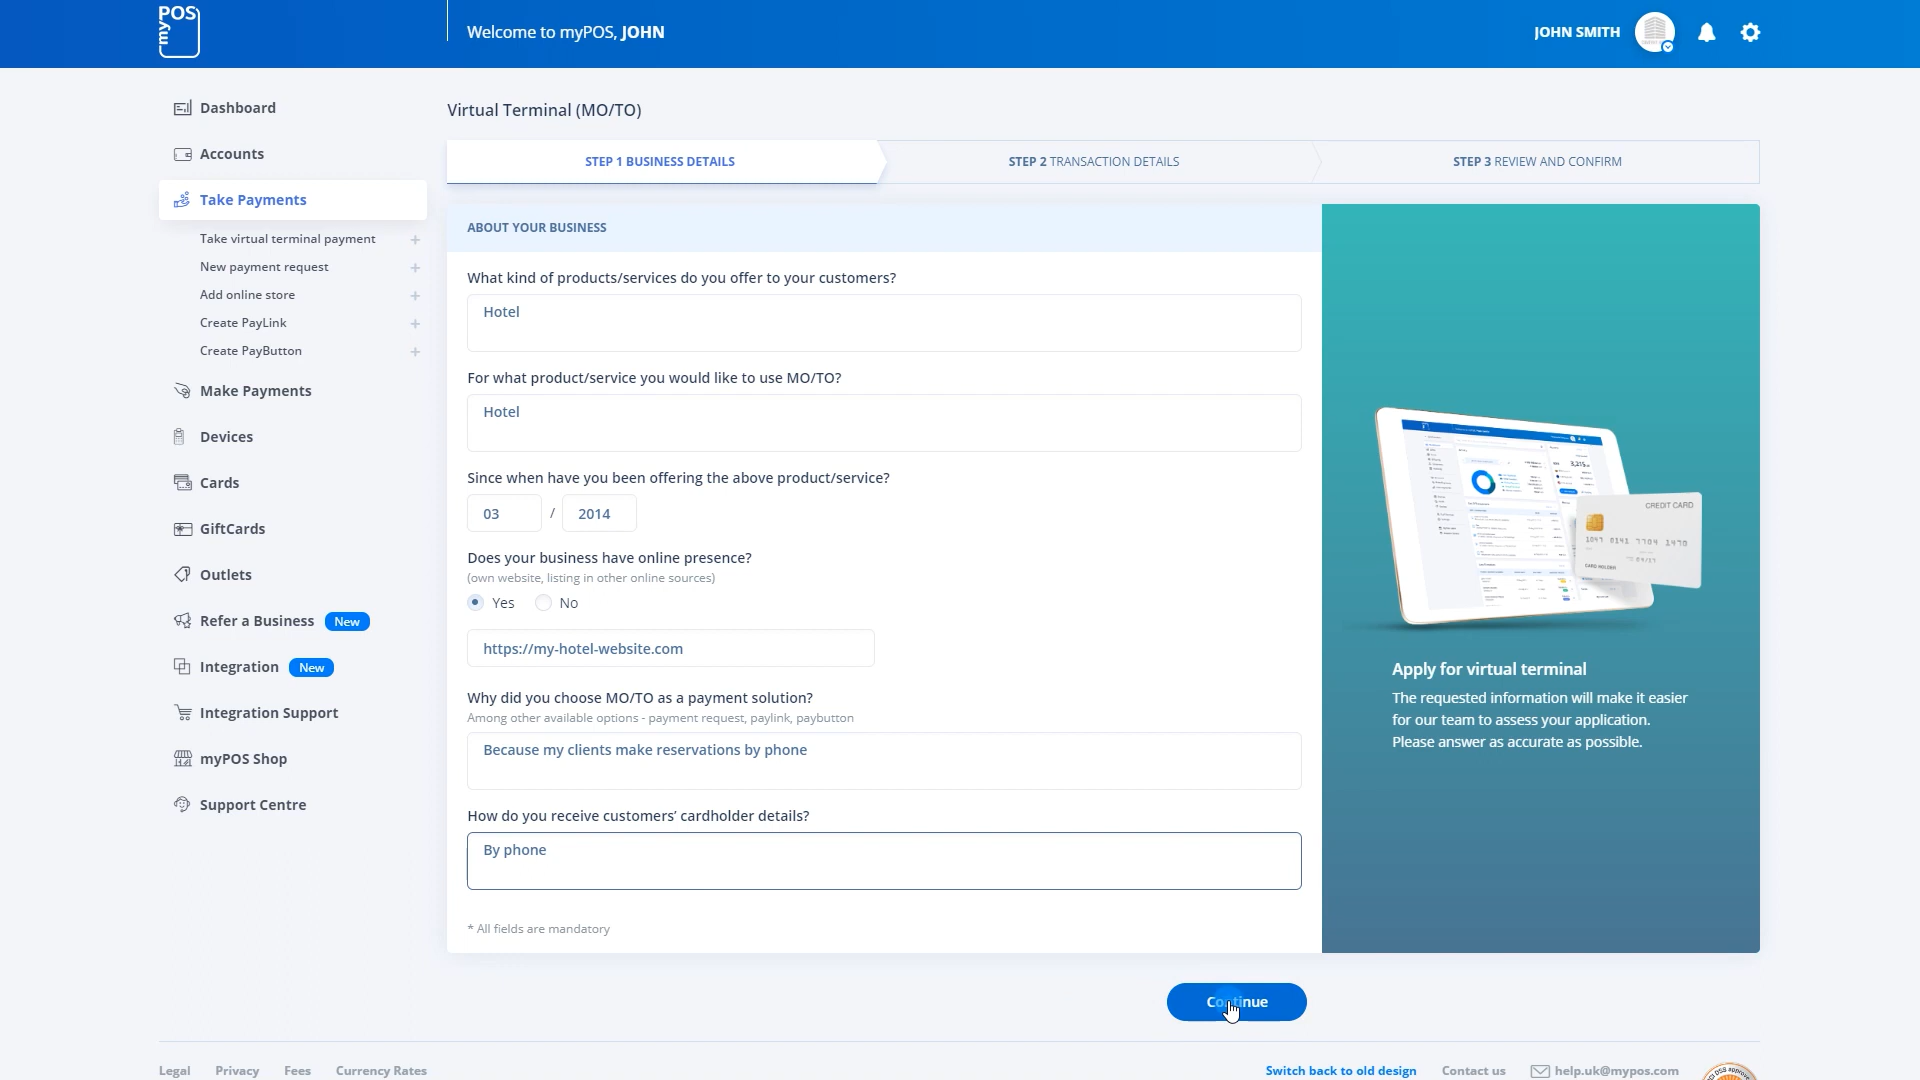 myPOS
Welcome to myPOS, JOHN
JOHN SMITH
Dashboard
Accounts
Take Payments
Take virtual terminal payment
New payment request
Add online store
Create PayLink
Create PayButton
Make Payments
Devices
Cards
GiftCards
Outlets
Refer a Business New
Integration New
Integration Support
myPOS Shop
Support Centre
Virtual Terminal (MO/TO)
STEP 1 BUSINESS DETAILS
STEP 2 TRANSACTION DETAILS
STEP 3 REVIEW AND CONFIRM
ABOUT YOUR BUSINESS
What kind of products/services do you offer to your customers?
Hotel
For what product/service you would like to use MO/TO?
Hotel
Since when have you been offering the above product/service?
03 / 2014
Does your business have online presence?
(own website, listing in other online sources)
Yes No
https://my-hotel-website.com
Why did you choose MO/TO as a payment solution?
Among other available options - payment request, paylink, paybutton
Because my clients make reservations by phone
How do you receive customers' cardholder details?
By phone
* All fields are mandatory
CREDIT CARD
CARD HOLDER
Apply for virtual terminal
The requested information will make it easier
for our team to assess your application.
Please answer as accurate as possible.
Continue
Legal Privacy Fees Currency Rates
Switch back to old design Contact us help.uk@mypos.com